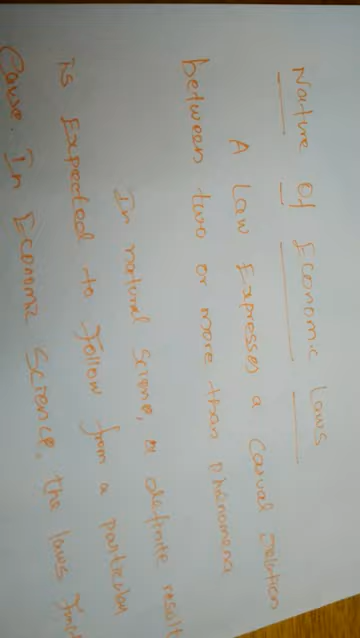 Nature Of Economic Laws
A Law Expresses a Casual relation
between two or more than Phenomena
In natural science, a definite result
is Expected to Follow from a particular
Cause. In Economic Science, the laws